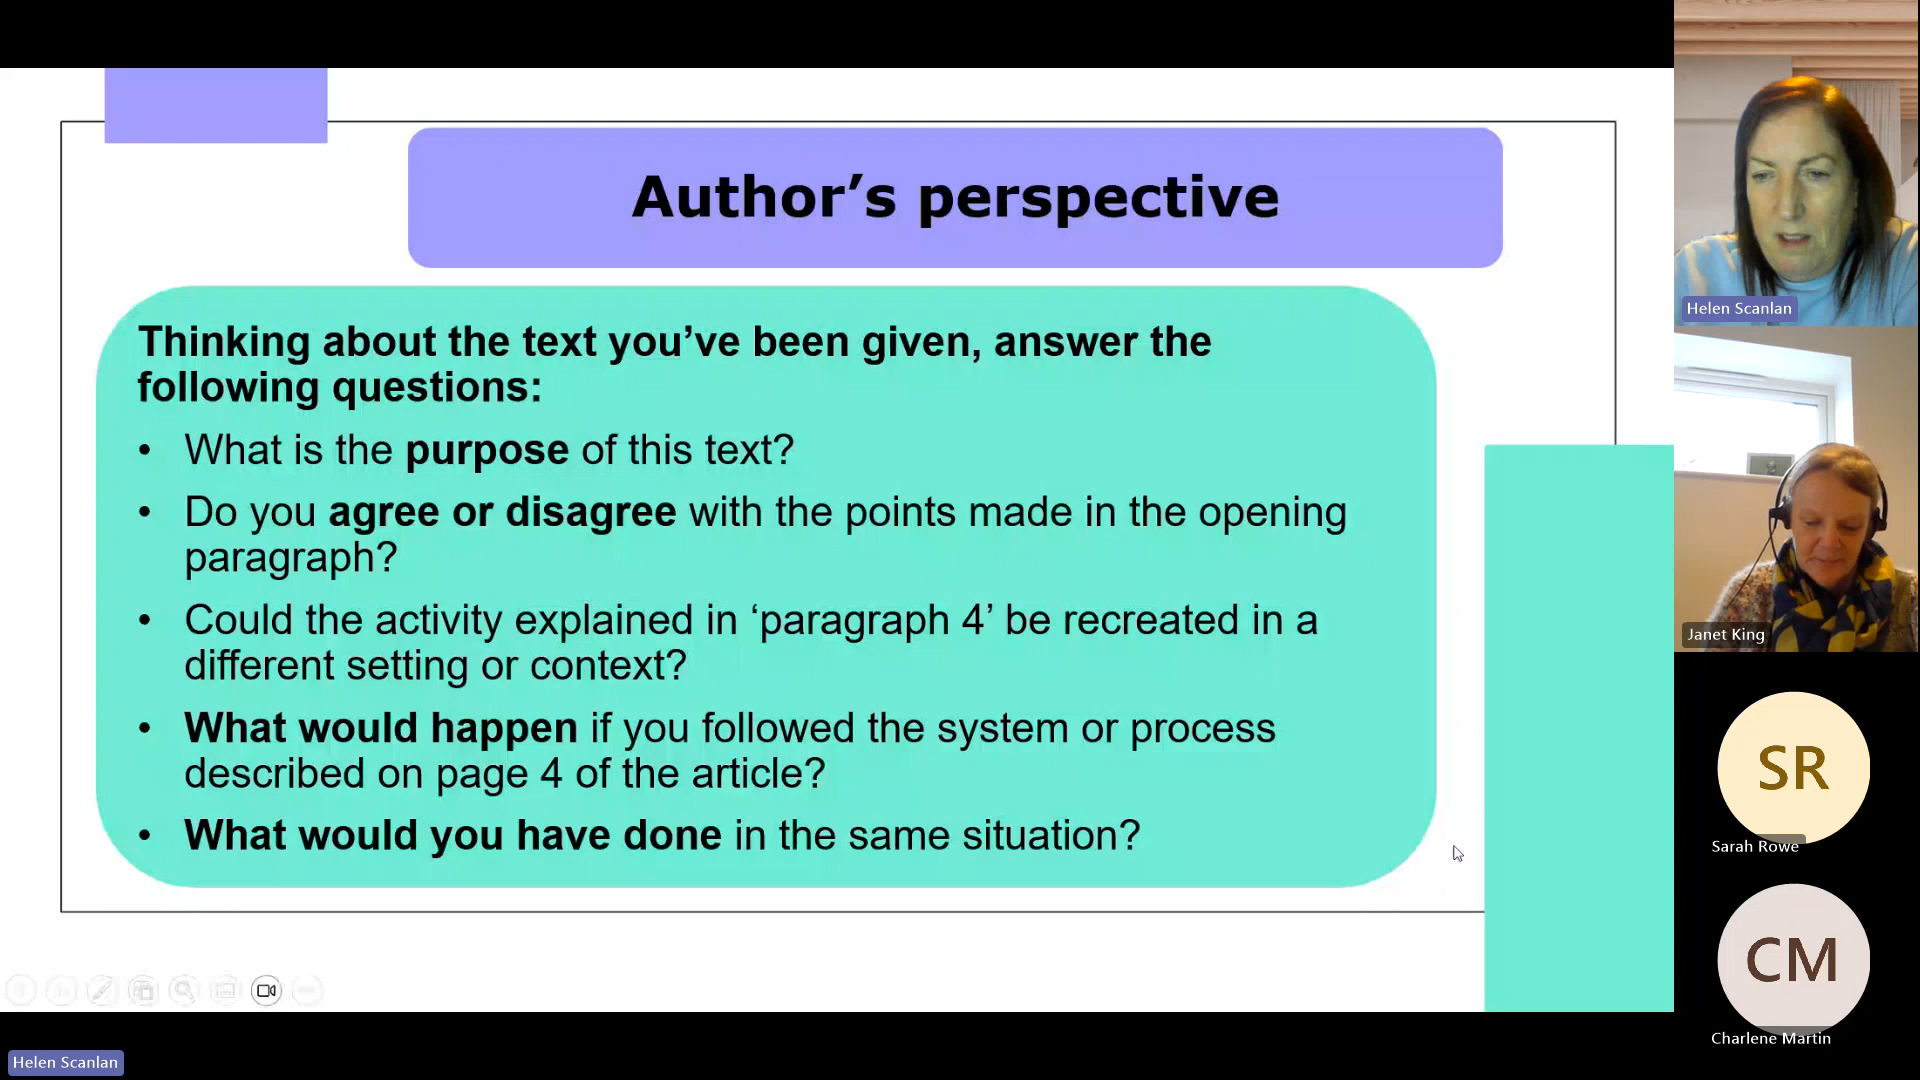 Author’s perspective
Thinking about the text you’ve been given, answer the
following questions:
• What is the purpose of this text?
• Do you agree or disagree with the points made in the opening
paragraph?
• Could the activity explained in ‘paragraph 4’ be recreated in a
different setting or context?
• What would happen if you followed the system or process
described on page 4 of the article?
• What would you have done in the same situation?
Helen Scanlan
Janet King
SR
Sarah Rowe
CM
Charlene Martin
Helen Scanlan